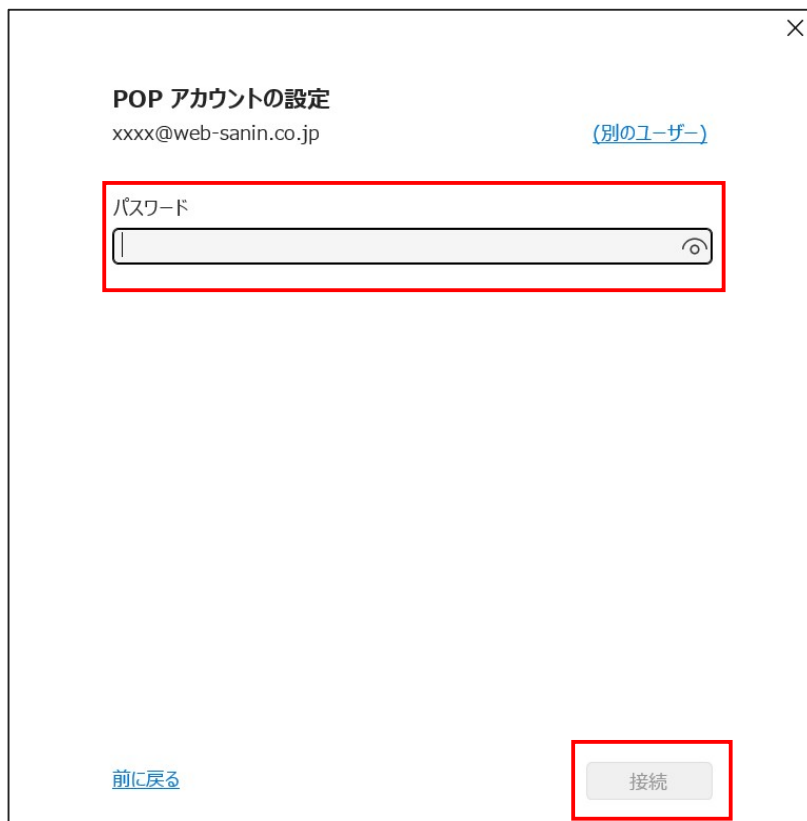 POP アカウントの設定
xxxx@web-sanin.co.jp
(別のユーザー)
パスワード
前に戻る
接続